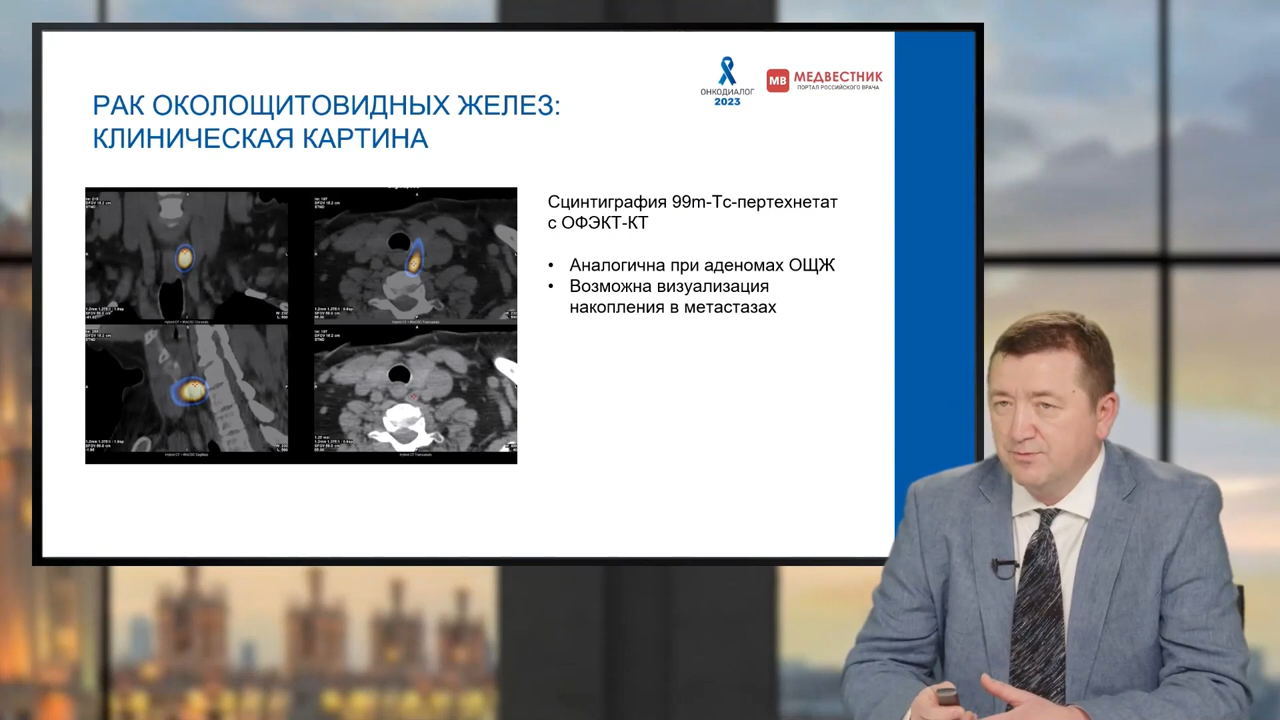 ОНКОДИАЛОГ
2023
МВ
МЕДВЕСТНИК
ПОРТАЛ РОССИЙСКОГО ВРАЧА
РАК ОКОЛОЩИТОВИДНЫХ ЖЕЛЕЗ:
КЛИНИЧЕСКАЯ КАРТИНА
Сцинтиграфия 99m-Tc-пертехнетат
с ОФЭКТ-КТ
• Аналогична при аденомах ОЩЖ
• Возможна визуализация
накопления в метастазах